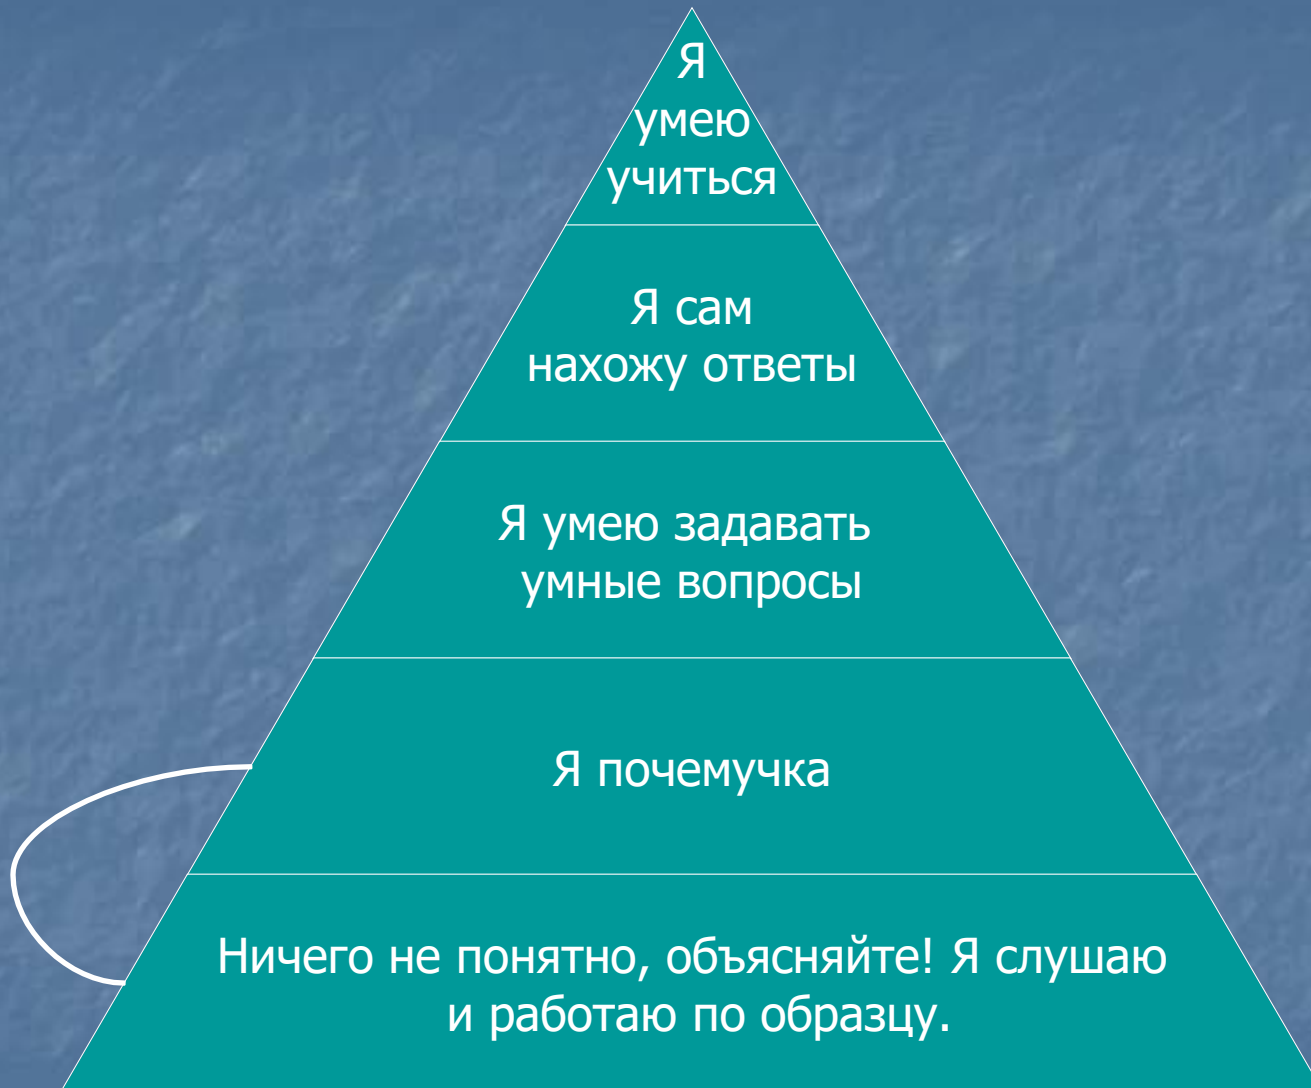 Я
умею
учиться
Я сам
нахожу ответы
Я умею задавать
умные вопросы
Я почемучка
Ничего не понятно, объясняйте! Я слушаю
и работаю по образцу.